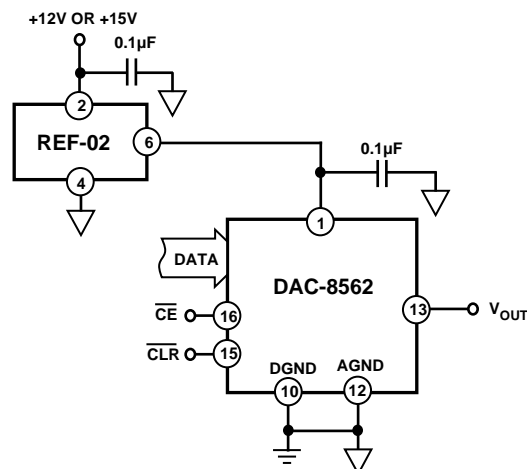 +12V OR +15V
0.1µF
2
REF-02
6
4
0.1µF
1
DATA
DAC-8562
CE
16
13
VOUT
CLR
15
DGND
AGND
10
12